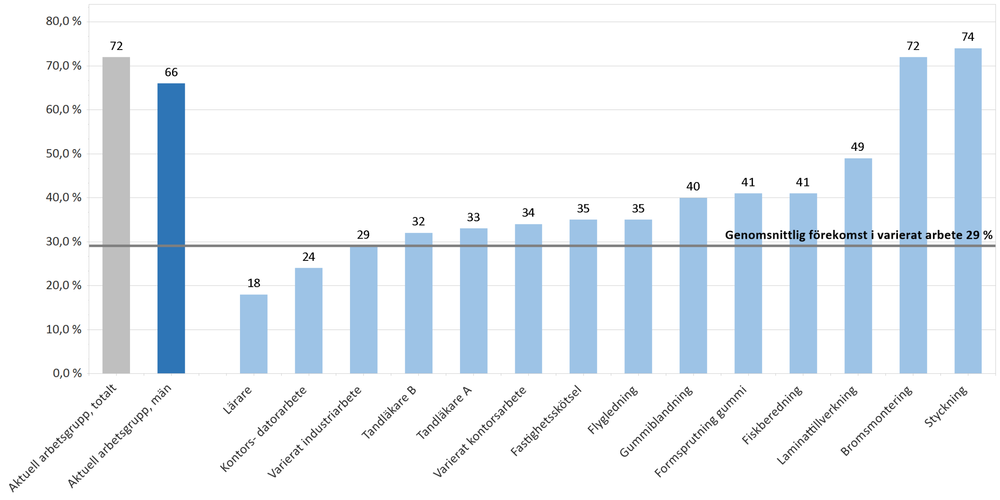 80,0 %
70,0 %
60,0 %
50,0 %
40,0 %
30,0 %
20,0 %
10,0 %
0,0 %
72
66
18
24
29
32
33
34
35
35
40
41
41
49
72
74
Genomsnittlig förekomst i varierat arbete 29 %
Aktuell arbetsgrupp, totalt
Aktuell arbetsgrupp, män
Lärare
Kontors- datorarbete
Varierat industriarbete
Tandläkare B
Tandläkare A
Varierat kontorsarbete
Fastighetsskötsel
Flygledning
Gummiblandning
Formsprutning gummi
Fiskberedning
Laminattillverkning
Bromsmontering
Styckning